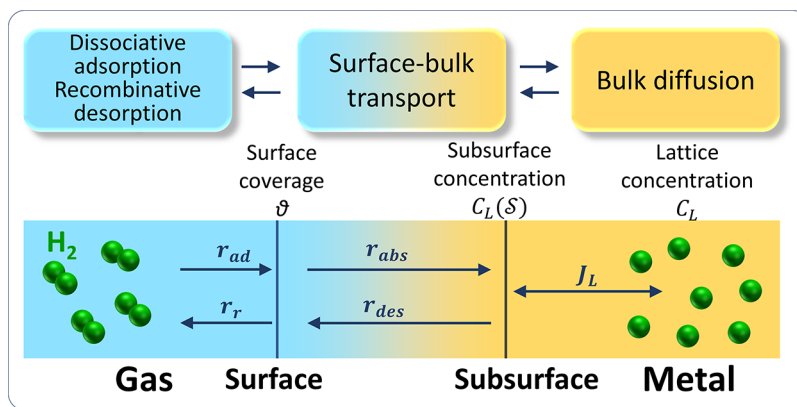 Dissociative
adsorption
Recombinative
desorption
Surface-bulk
transport
Bulk diffusion
Surface
coverage
ϑ
Subsurface
concentration
C_L(𝒮)
Lattice
concentration
C_L
H₂
r_ad
r_abs
J_L
r_r
r_des
Gas
Surface
Subsurface
Metal